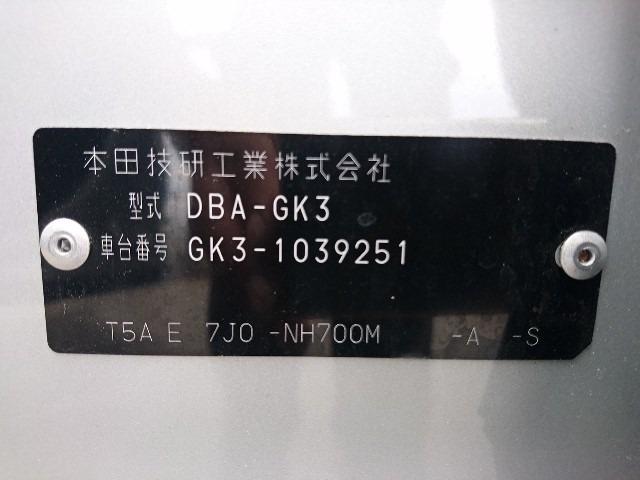 本田技研工業株式会社
型式 DBA-GK3
車台番号 GK3-1039251
T5A E 7J0 -NH700M -A -S